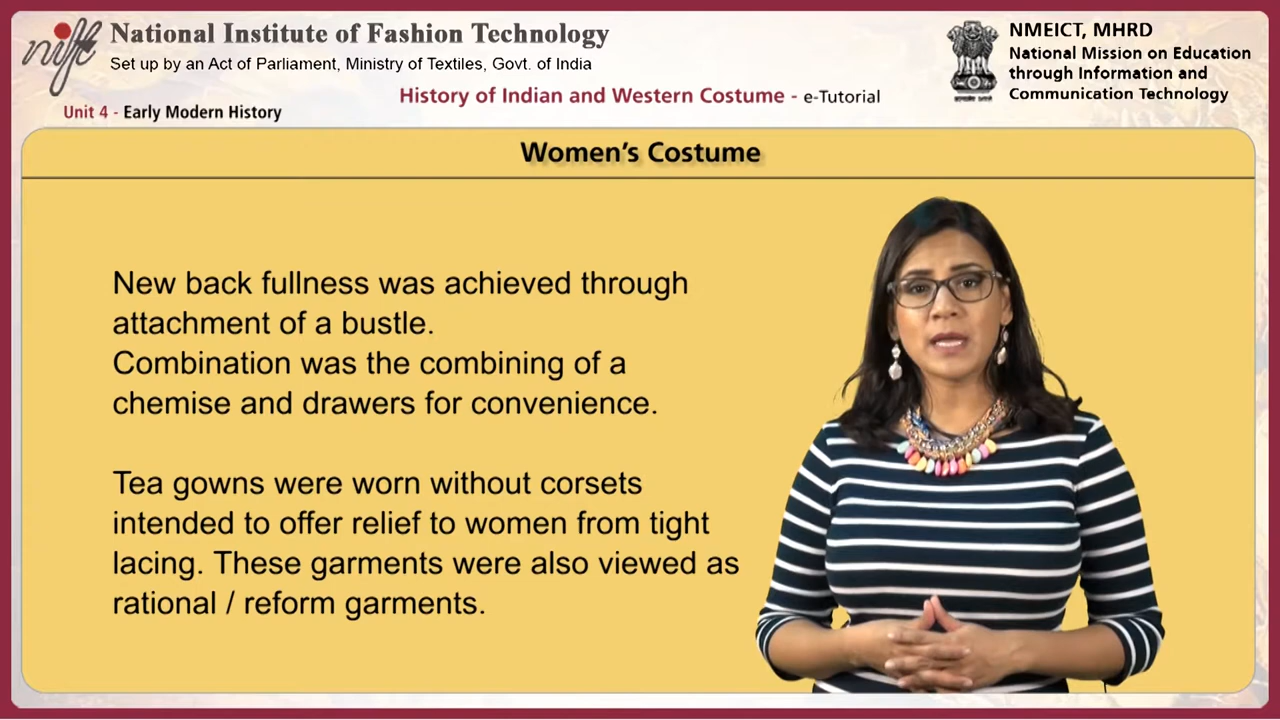 nift
National Institute of Fashion Technology
Set up by an Act of Parliament, Ministry of Textiles, Govt. of India
NMEICT, MHRD
National Mission on Education
through Information and
Communication Technology
History of Indian and Western Costume - e-Tutorial
Unit 4 - Early Modern History
Women's Costume
New back fullness was achieved through
attachment of a bustle.
Combination was the combining of a
chemise and drawers for convenience.
Tea gowns were worn without corsets
intended to offer relief to women from tight
lacing. These garments were also viewed as
rational / reform garments.